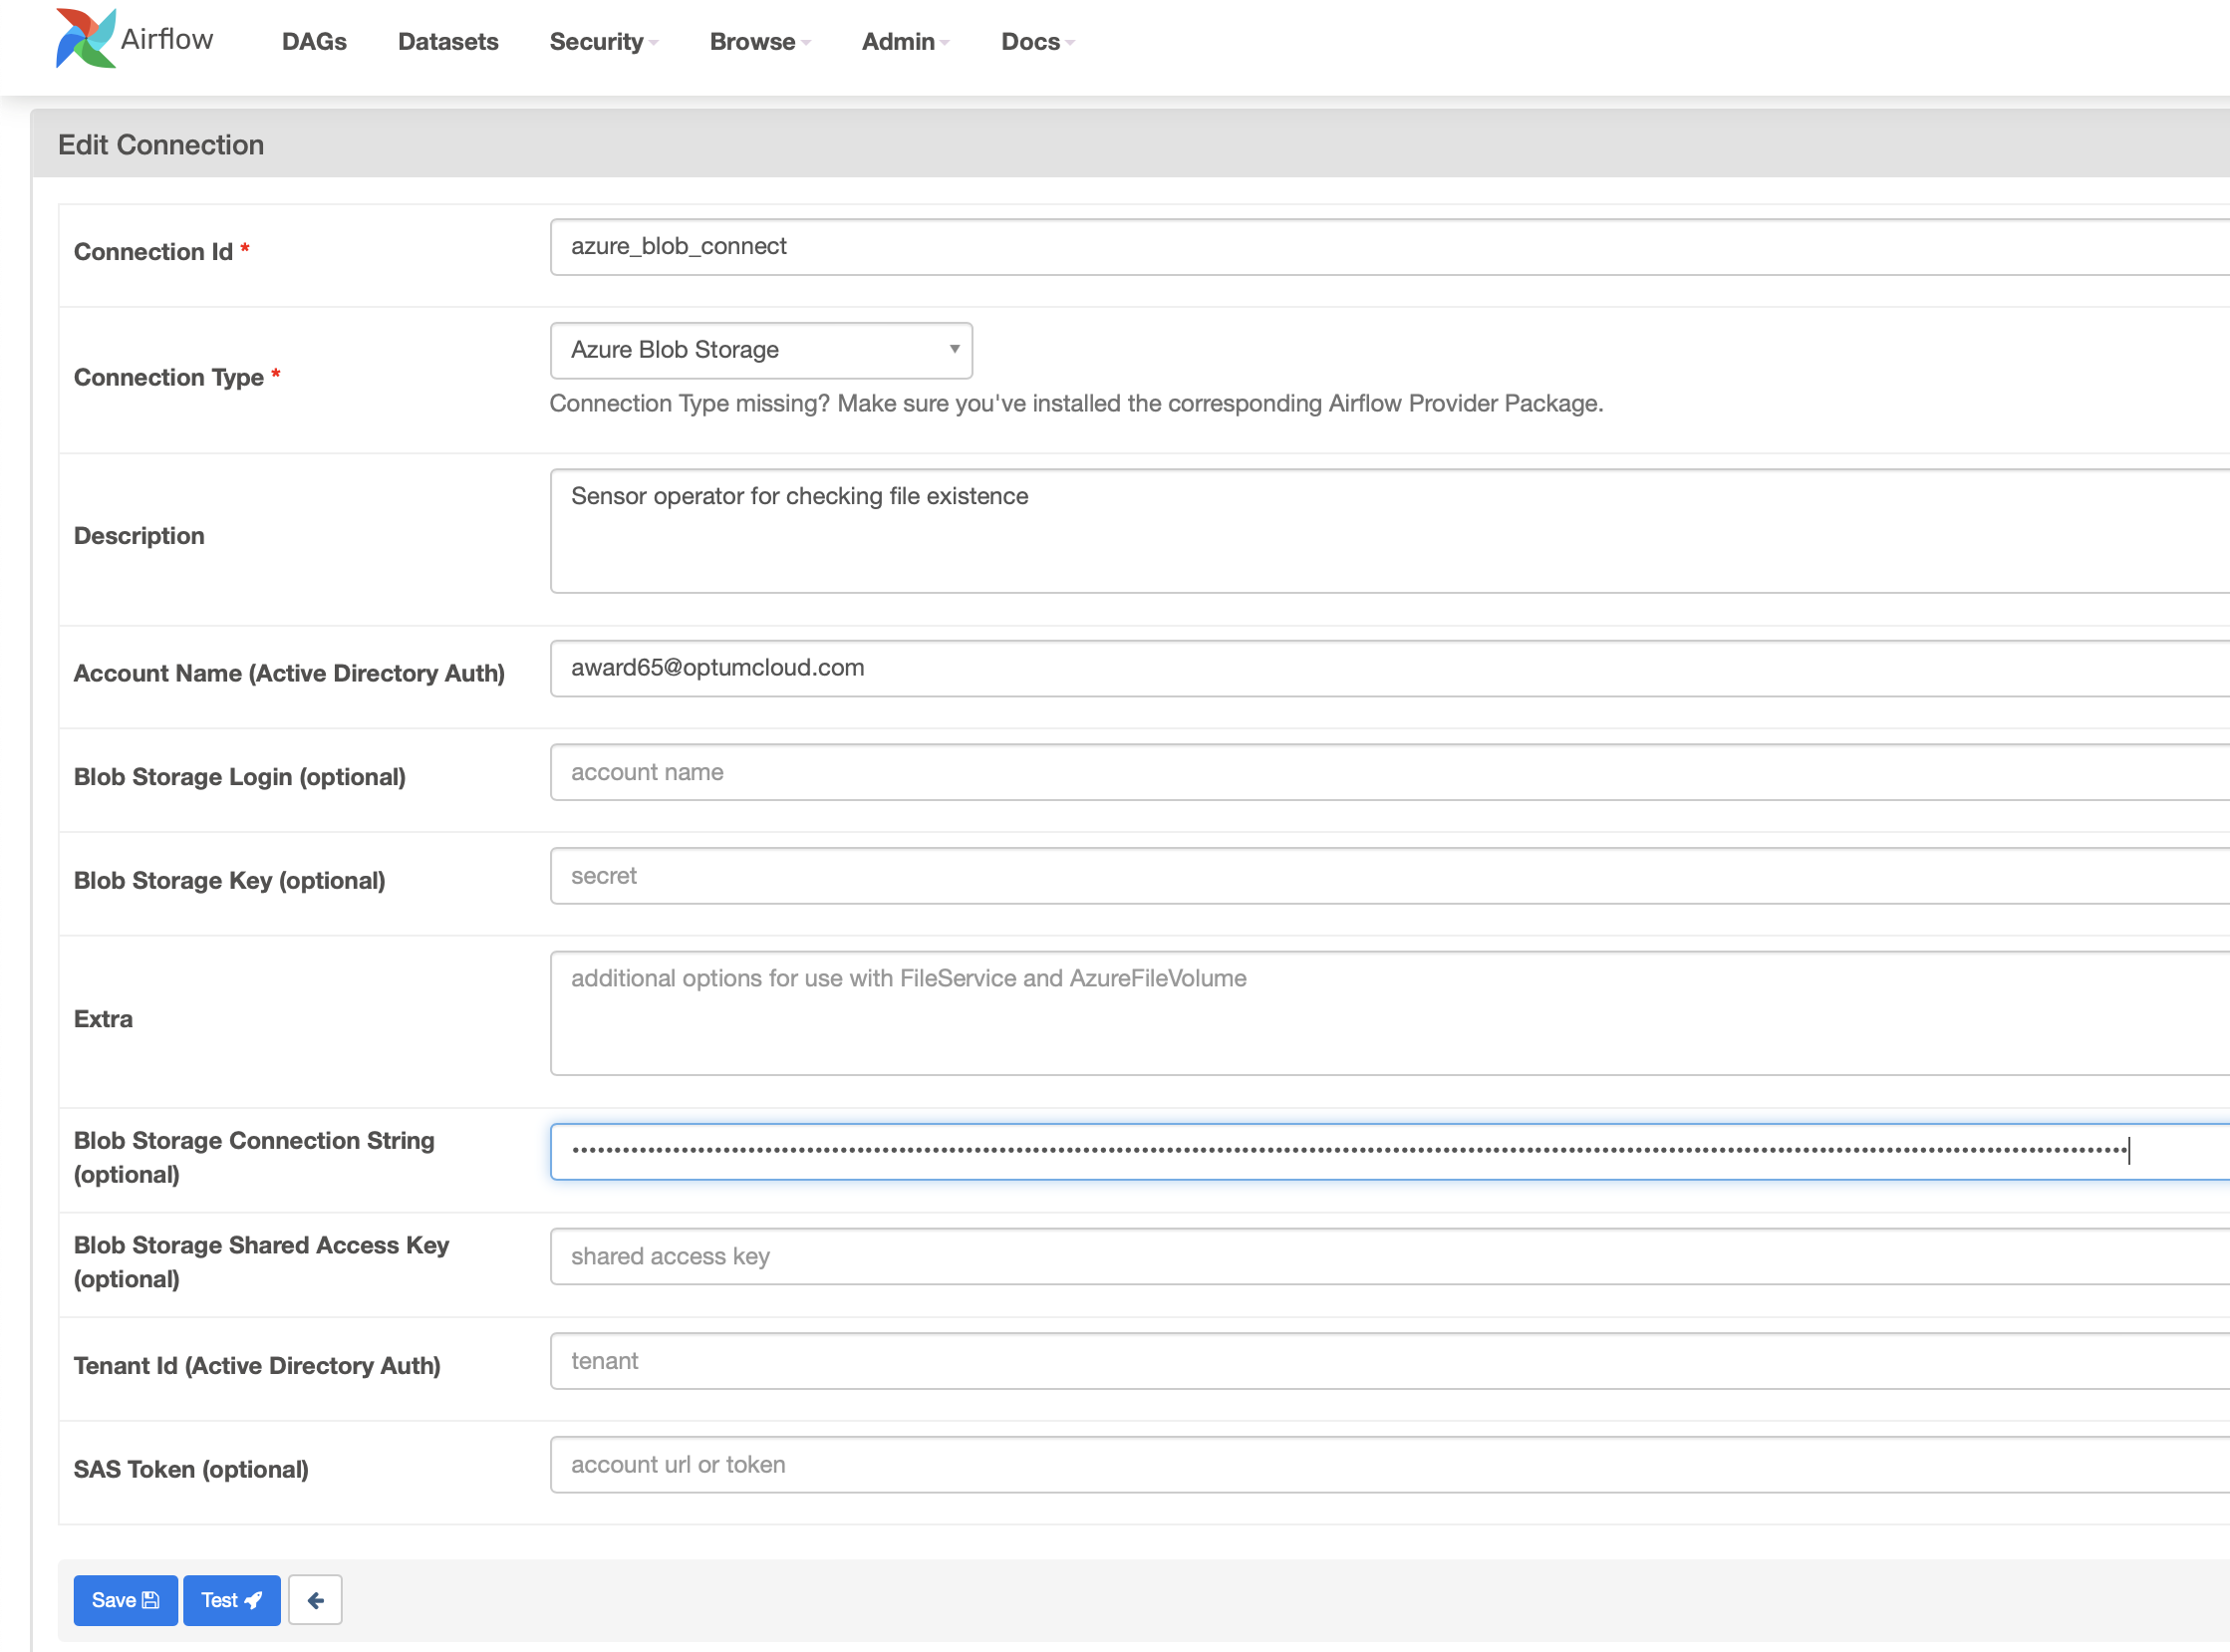 Airflow
DAGs Datasets Security Browse Admin Docs
Edit Connection
Connection Id *
azure_blob_connect
Connection Type *
Azure Blob Storage
Connection Type missing? Make sure you've installed the corresponding Airflow Provider Package.
Description
Sensor operator for checking file existence
Account Name (Active Directory Auth)
award65@optumcloud.com
Blob Storage Login (optional)
account name
Blob Storage Key (optional)
secret
Extra
additional options for use with FileService and AzureFileVolume
Blob Storage Connection String
(optional)
Blob Storage Shared Access Key
(optional)
shared access key
Tenant Id (Active Directory Auth)
tenant
SAS Token (optional)
account url or token
Save Test